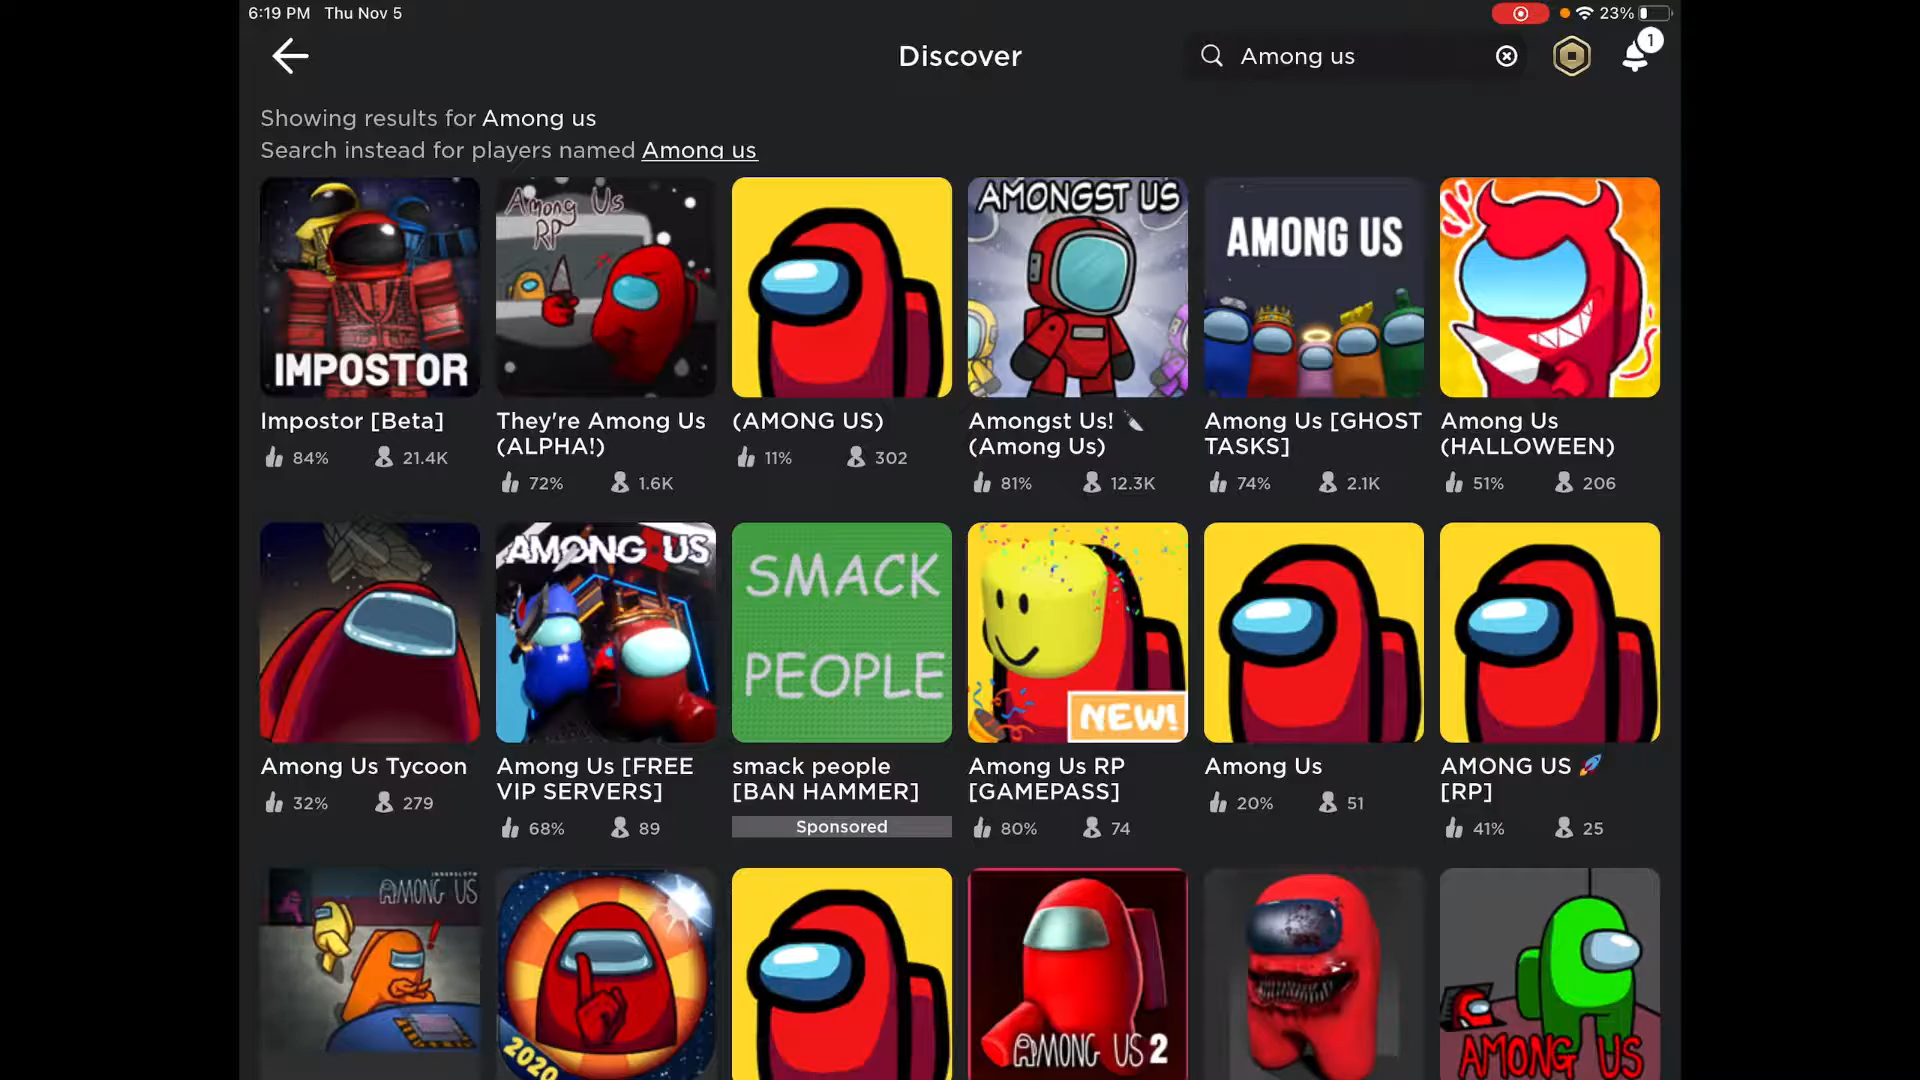 6:19 PM Thu Nov 5
23%
Discover
Among us
1
Showing results for Among us
Search instead for players named Among us
IMPOSTOR
Among Us
RP
AMONGST US
AMONG US
Impostor [Beta]
84% 21.4K
They're Among Us
(ALPHA!)
72% 1.6K
(AMONG US)
11% 302
Amongst Us! 🔪
(Among Us)
81% 12.3K
Among Us [GHOST
TASKS]
74% 2.1K
Among Us
(HALLOWEEN)
51% 206
AMONG US
SMACK
PEOPLE
NEW!
Among Us Tycoon
32% 279
Among Us [FREE
VIP SERVERS]
68% 89
smack people
[BAN HAMMER]
Sponsored
Among Us RP
[GAMEPASS]
80% 74
Among Us
20% 51
AMONG US 🚀
[RP]
41% 25
INNERSLOTH
AMONG US
!
2020
AMONG US 2
AMONG US